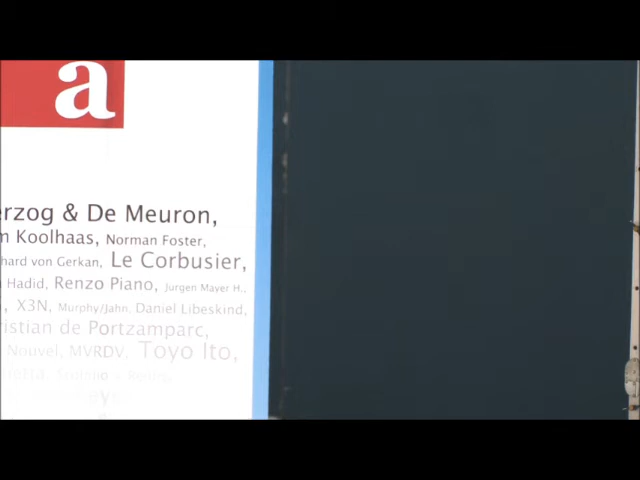 a
erzog & De Meuron,
m Koolhaas, Norman Foster,
hard von Gerkan, Le Corbusier,
Hadid, Renzo Piano, Jurgen Mayer H.,
, X3N, Murphy/Jahn, Daniel Libeskind,
ristian de Portzamparc,
Nouvel, MVRDV, Toyo Ito,